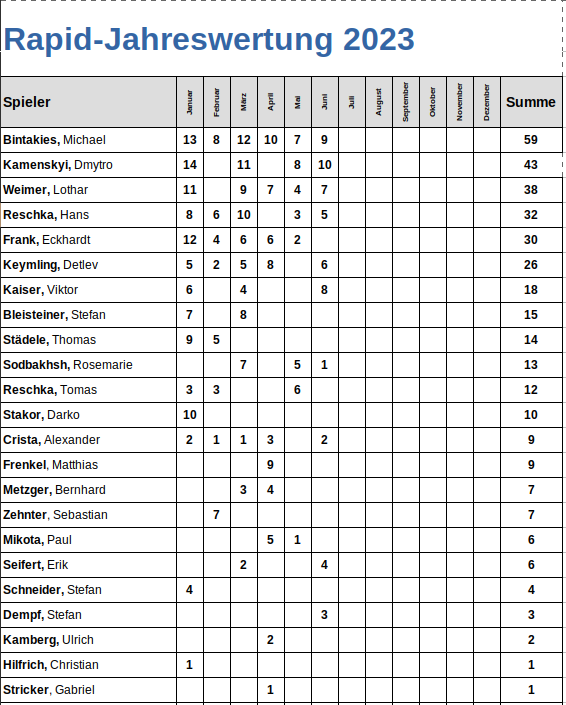 Rapid-Jahreswertung 2023
Spieler Januar Februar März April Mai Juni Juli August September Oktober November Dezember Summe
Bintakies, Michael 13 8 12 10 7 9 59
Kamenskyi, Dmytro 14 11 8 10 43
Weimer, Lothar 11 9 7 4 7 38
Reschka, Hans 8 6 10 3 5 32
Frank, Eckhardt 12 4 6 6 2 30
Keymling, Detlev 5 2 5 8 6 26
Kaiser, Viktor 6 4 8 18
Bleisteiner, Stefan 7 8 15
Städele, Thomas 9 5 14
Sodbakhsh, Rosemarie 7 5 1 13
Reschka, Tomas 3 3 6 12
Stakor, Darko 10 10
Crista, Alexander 2 1 1 3 2 9
Frenkel, Matthias 9 9
Metzger, Bernhard 3 4 7
Zehnter, Sebastian 7 7
Mikota, Paul 5 1 6
Seifert, Erik 2 4 6
Schneider, Stefan 4 4
Dempf, Stefan 3 3
Kamberg, Ulrich 2 2
Hilfrich, Christian 1 1
Stricker, Gabriel 1 1